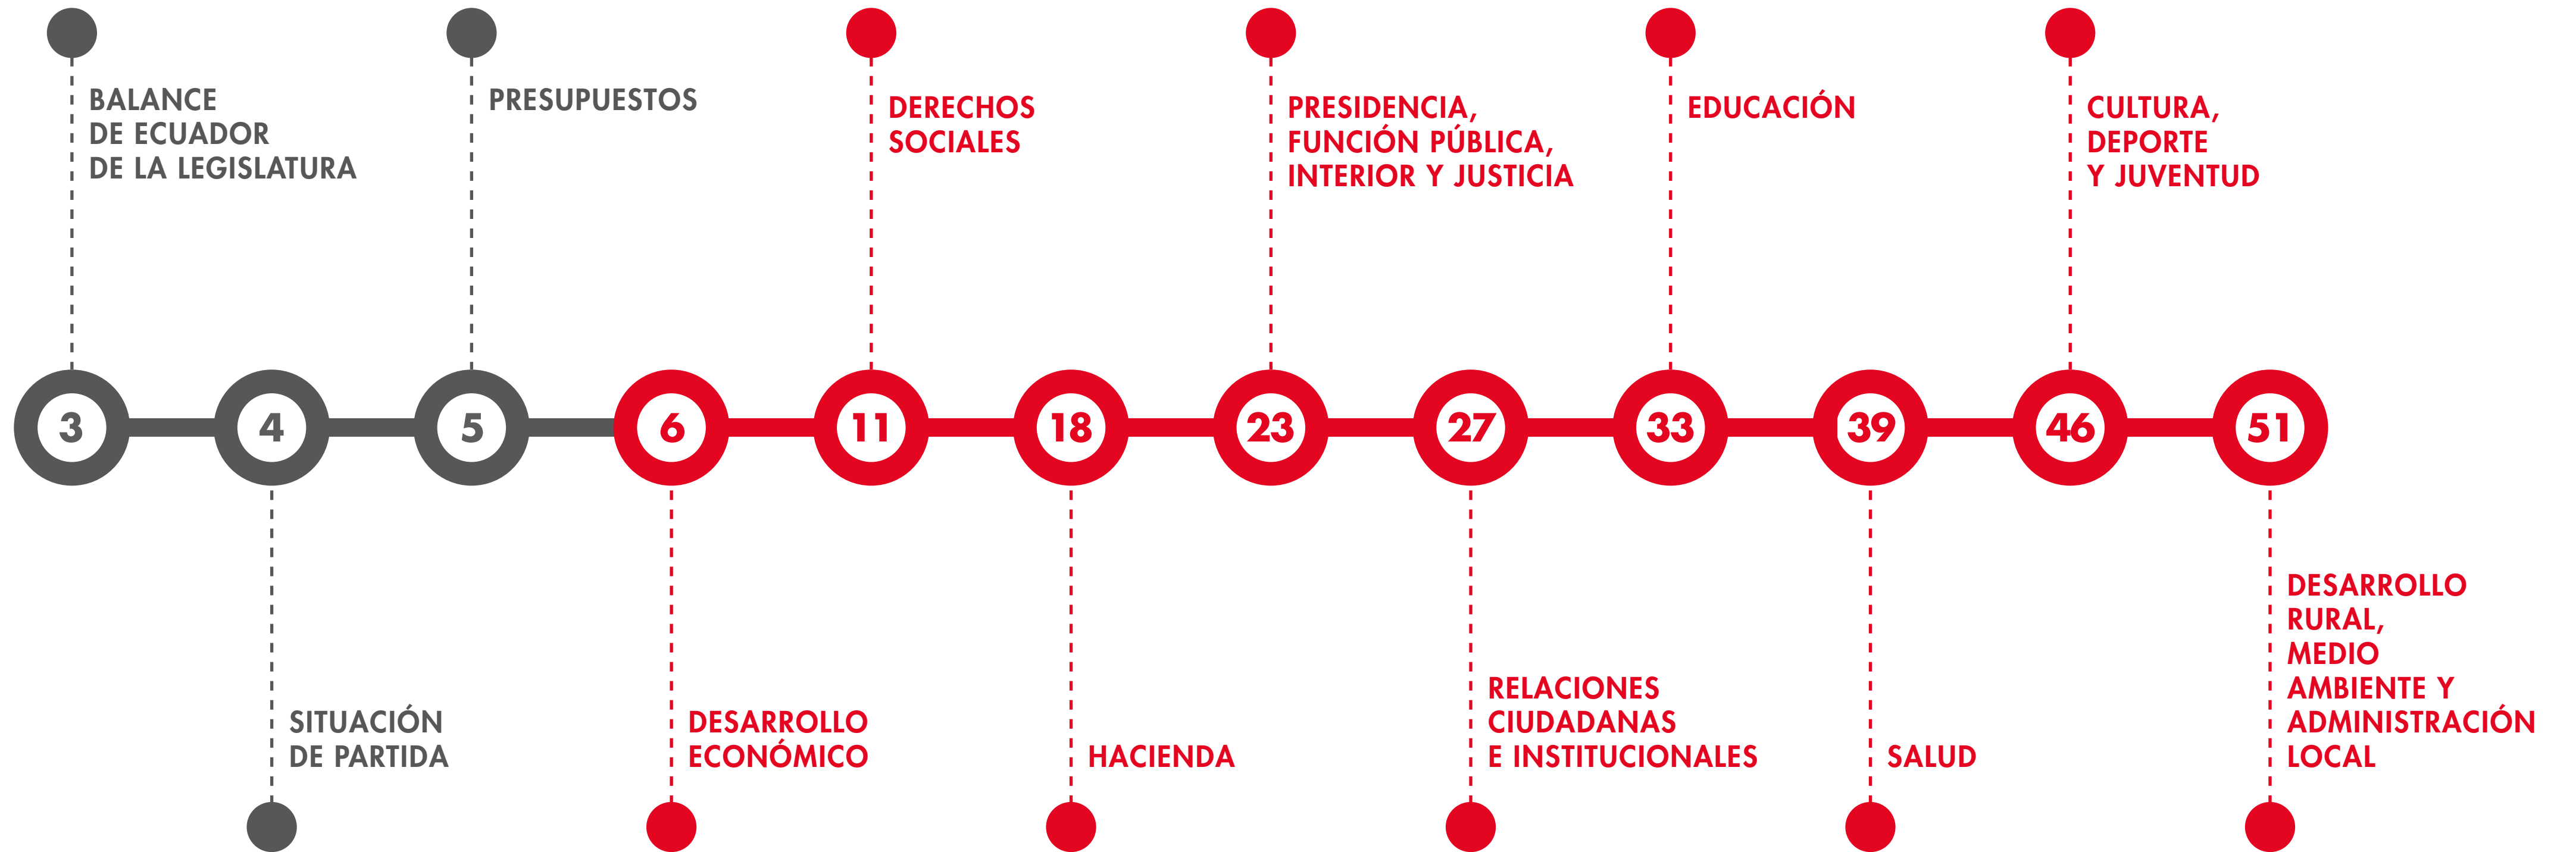 BALANCE
DE ECUADOR
DE LA LEGISLATURA
PRESUPUESTOS
DERECHOS
SOCIALES
PRESIDENCIA,
FUNCIÓN PÚBLICA,
INTERIOR Y JUSTICIA
EDUCACIÓN
CULTURA,
DEPORTE
Y JUVENTUD
3 4 5 6 11 18 23 27 33 39 46 51
SITUACIÓN
DE PARTIDA
DESARROLLO
ECONÓMICO
HACIENDA
RELACIONES
CIUDADANAS
E INSTITUCIONALES
SALUD
DESARROLLO
RURAL,
MEDIO
AMBIENTE Y
ADMINISTRACIÓN
LOCAL